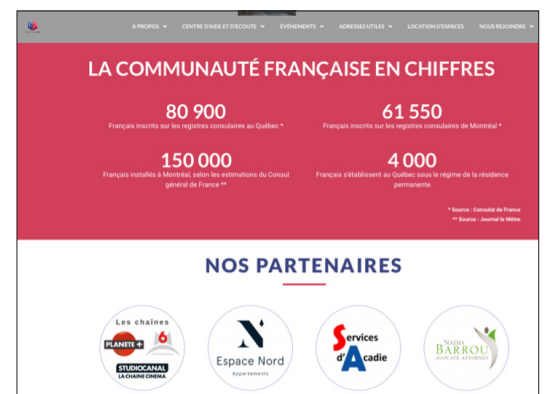 À PROPOS
CENTRE D'AIDE ET D'ÉCOUTE
ÉVÉNEMENTS
ADRESSES UTILES
LOCATION D'ESPACES
NOUS REJOINDRE
LA COMMUNAUTÉ FRANÇAISE EN CHIFFRES
80 900
Français inscrits sur les registres consulaires au Québec *
61 550
Français inscrits sur les registres consulaires de Montréal *
150 000
Français installés à Montréal, selon les estimations du Consul
général de France **
4 000
Français s'établissent au Québec sous le régime de la résidence
permanente
* Source : Consulat de France
** Source : Journal le Métro
NOS PARTENAIRES
Les chaînes
PLANÈTE +
6
STUDIOCANAL
LA CHAINE CINÉMA
N
Espace Nord
Appartements
Services
d'Acadie
NADIA
BARROU
AVOCATE ATTORNEY